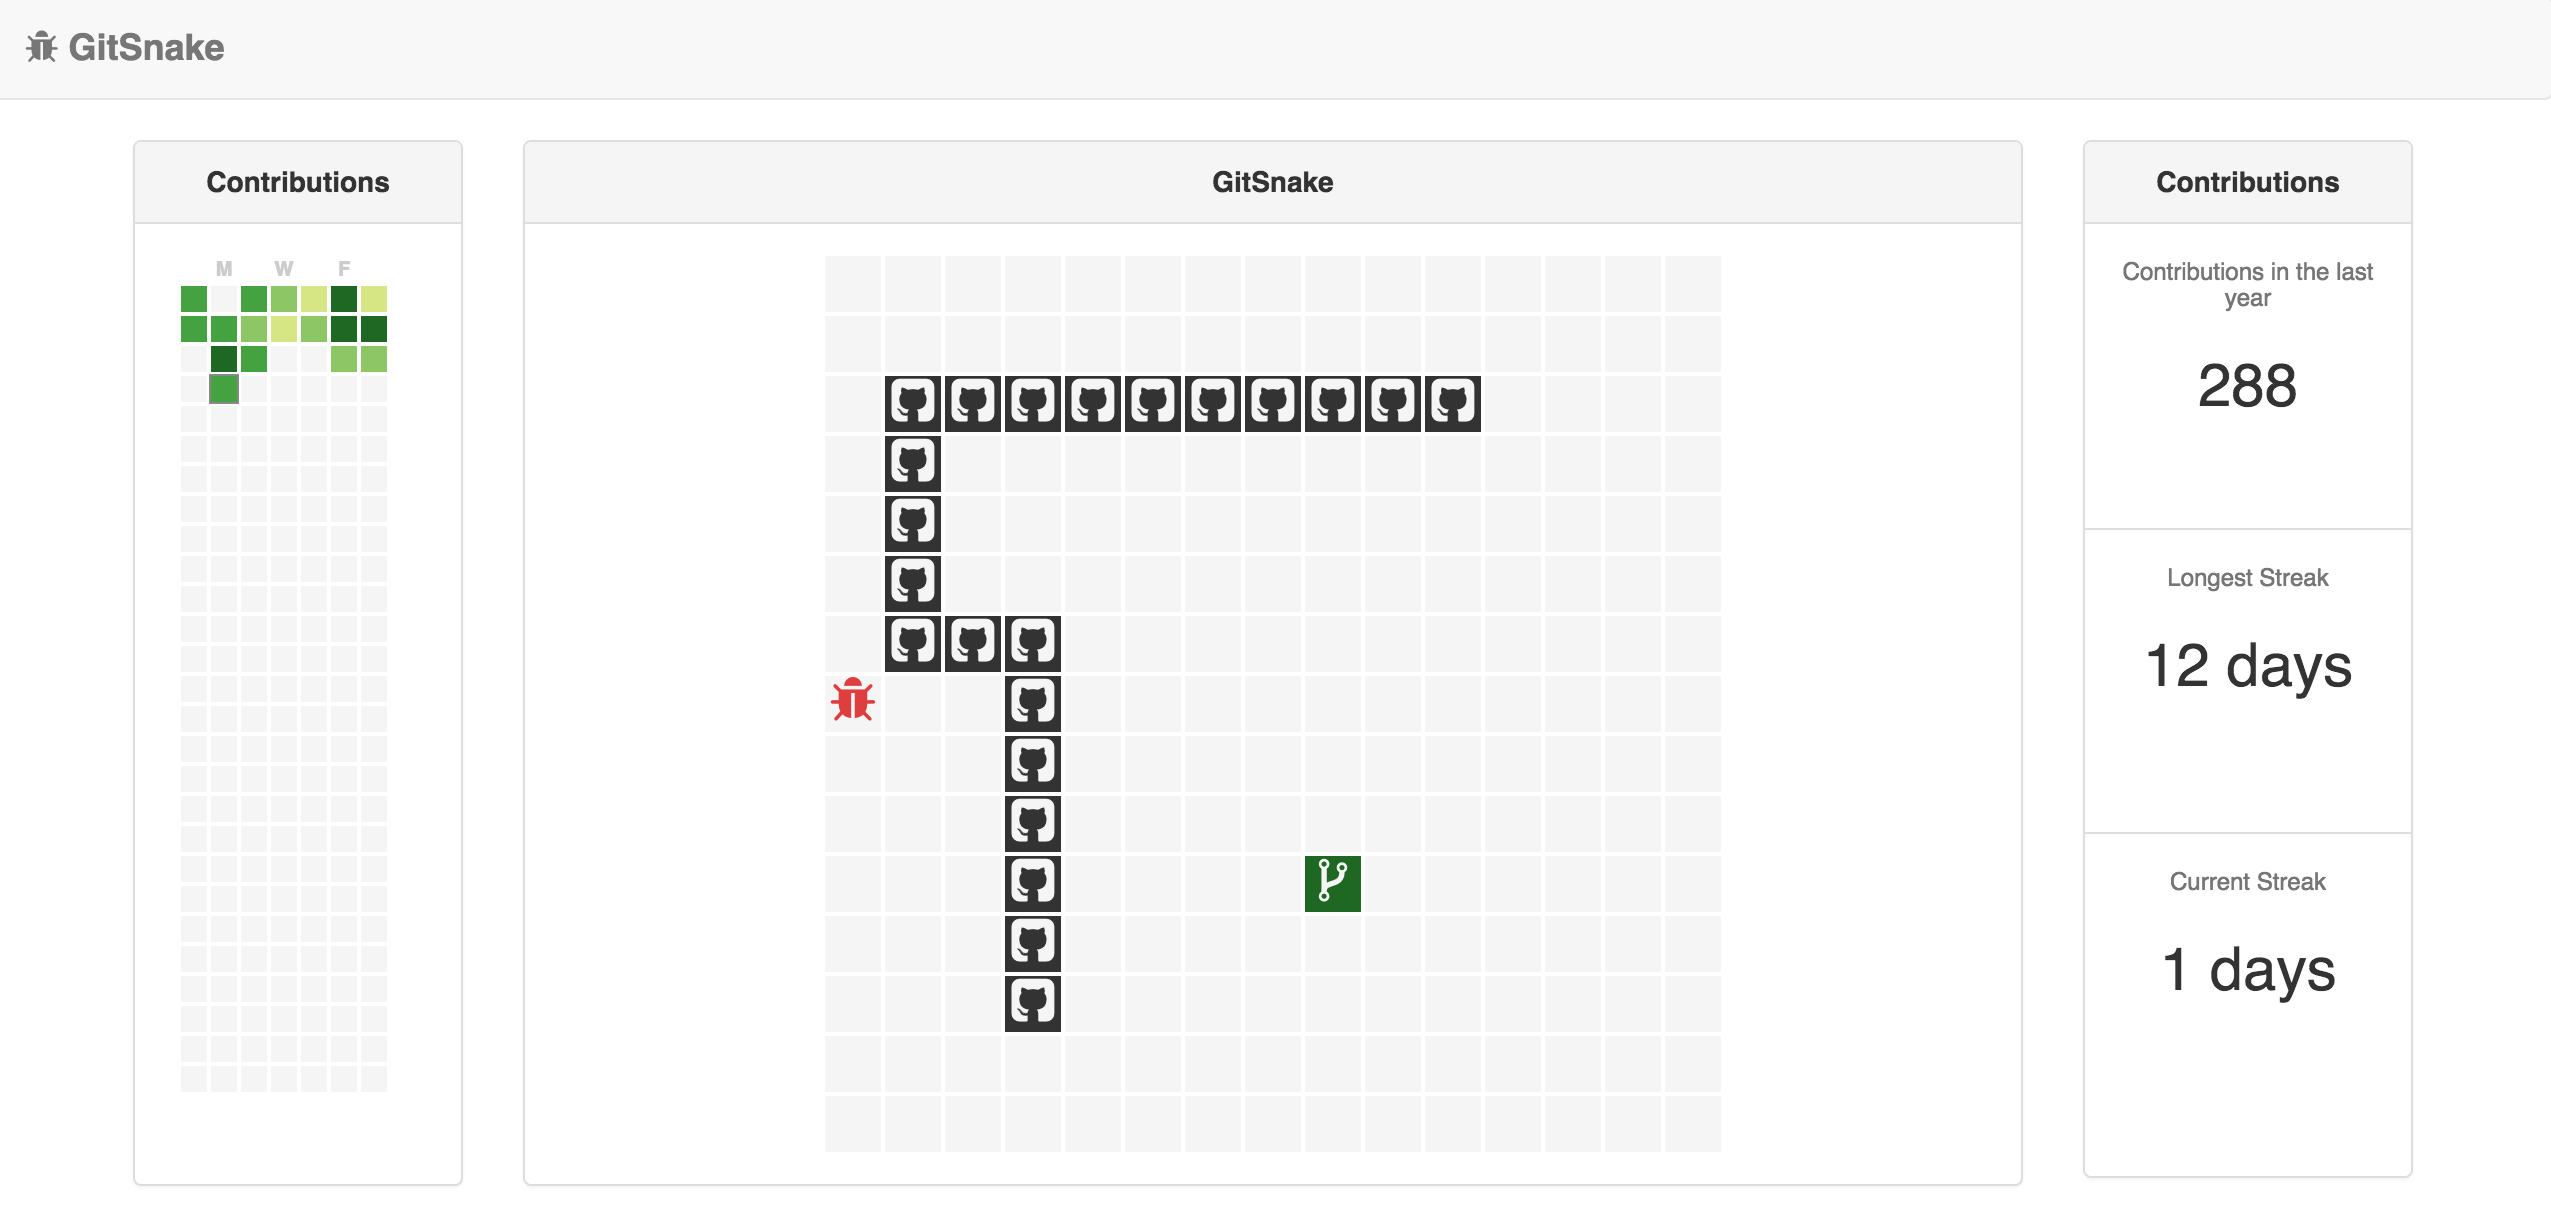 GitSnake
Contributions
M W F
GitSnake
Contributions
Contributions in the last
year
288
Longest Streak
12 days
Current Streak
1 days